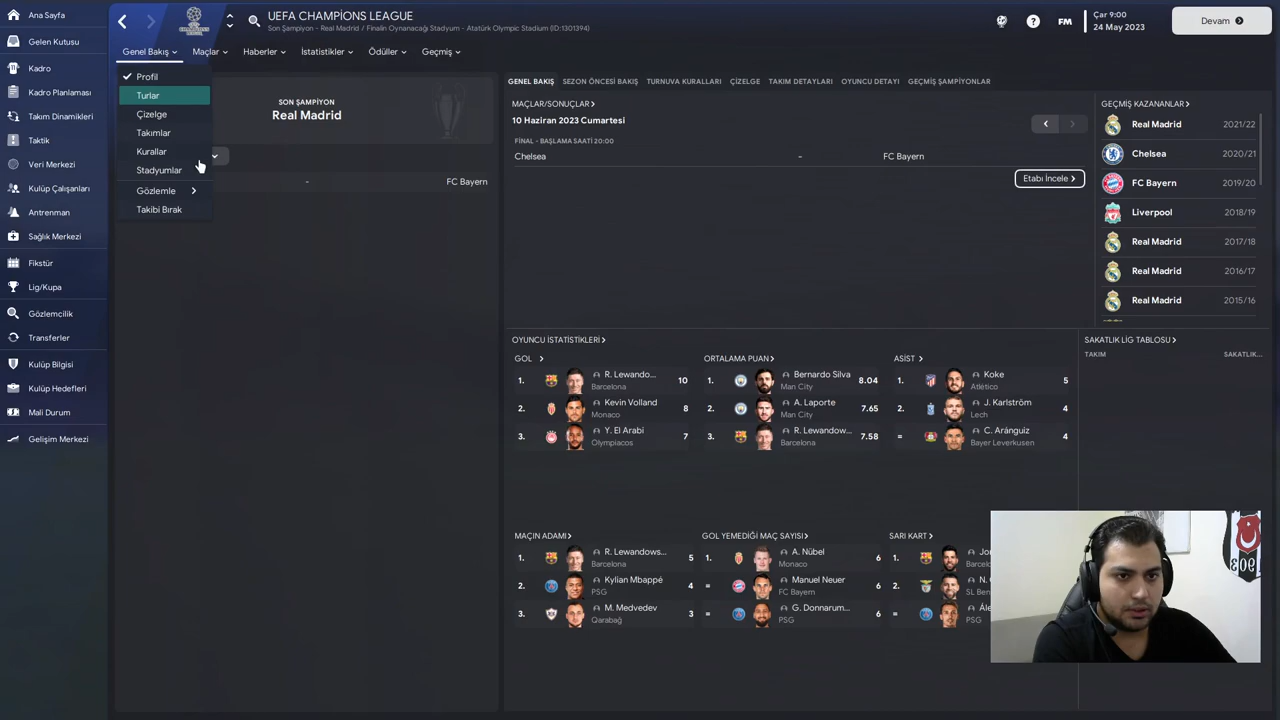 Ana Sayfa
Gelen Kutusu
Kadro
Kadro Planlaması
Takım Dinamikleri
Taktik
Veri Merkezi
Kulüp Çalışanları
Antrenman
Sağlık Merkezi
Fikstür
Lig/Kupa
Gözlemcilik
Transferler
Kulüp Bilgisi
Kulüp Hedefleri
Mali Durum
Gelişim Merkezi
UEFA CHAMPİONS LEAGUE
Son Şampiyon - Real Madrid / Finalin Oynanacağı Stadyum - Atatürk Olympic Stadium (ID:1301394)
FM
Çar 9:00
24 May 2023
Devam
Genel Bakış Maçlar Haberler İstatistikler Ödüller Geçmiş
Profil
Turlar
Çizelge
Takımlar
Kurallar
Stadyumlar
Gözlemle
Takibi Bırak
SON ŞAMPİYON
Real Madrid
- FC Bayern
GENEL BAKIŞ SEZON ÖNCESİ BAKIŞ TURNUVA KURALLARI ÇİZELGE TAKIM DETAYLARI OYUNCU DETAYI GEÇMİŞ ŞAMPİYONLAR
MAÇLAR/SONUÇLAR
10 Haziran 2023 Cumartesi
FİNAL - BAŞLAMA SAATİ 20:00
Chelsea - FC Bayern
Etabı İncele
GEÇMİŞ KAZANANLAR
Real Madrid 2021/22
Chelsea 2020/21
FC Bayern 2019/20
Liverpool 2018/19
Real Madrid 2017/18
Real Madrid 2016/17
Real Madrid 2015/16
OYUNCU İSTATİSTİKLERİ
GOL
1. R. Lewando... 10
Barcelona
2. Kevin Volland 8
Monaco
3. Y. El Arabi 7
Olympiacos
ORTALAMA PUAN
1. Bernardo Silva 8.04
Man City
2. A. Laporte 7.65
Man City
3. R. Lewandow... 7.58
Barcelona
ASİST
1. Koke 5
Atlético
2. J. Karlström 4
Lech
= C. Aránguiz 4
Bayer Leverkusen
SAKATLIK LİG TABLOSU
TAKIM SAKATLIK...
MAÇIN ADAMI
1. R. Lewandows... 5
Barcelona
2. Kylian Mbappé 4
PSG
3. M. Medvedev 3
Qarabağ
GOL YEMEDİĞİ MAÇ SAYISI
1. A. Nübel 6
Monaco
= Manuel Neuer 6
FC Bayern
= G. Donnarum... 6
PSG
SARI KART
1. Jor
Barcel
2. N.
SL Ben
= Ále
PSG